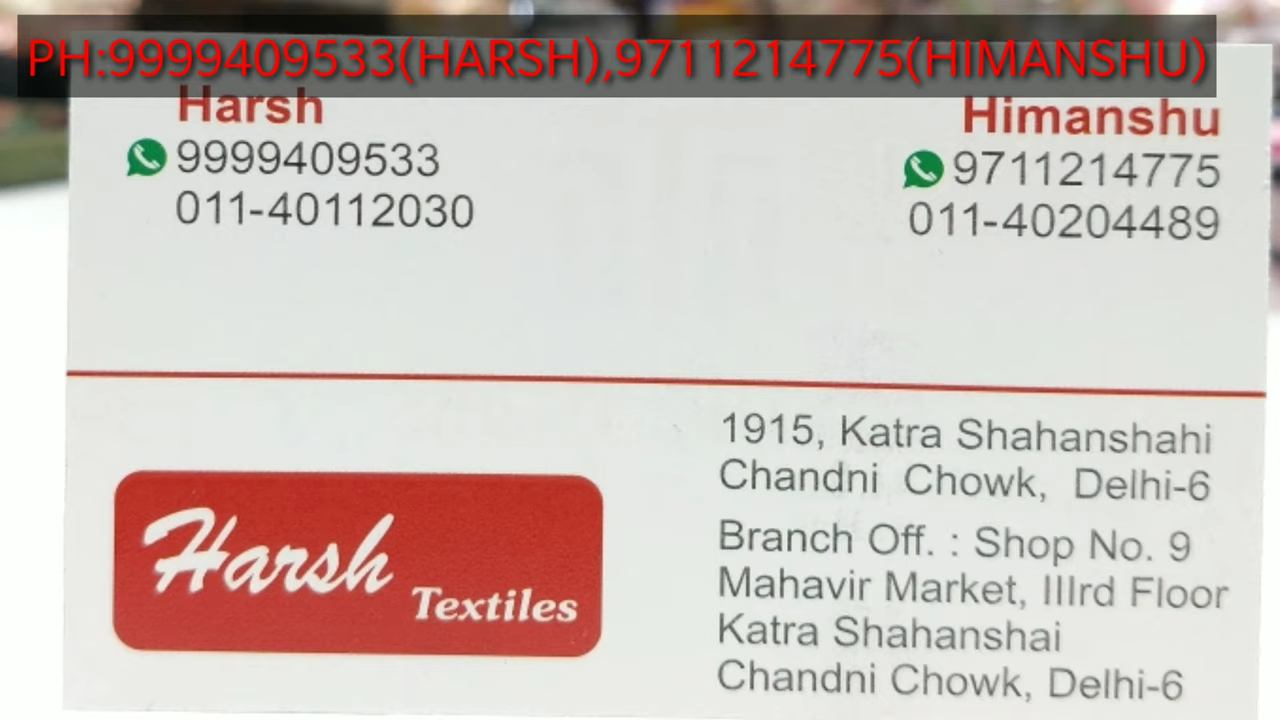 PH:9999409533(HARSH),9711214775(HIMANSHU)
Harsh
9999409533
011-40112030
Himanshu
9711214775
011-40204489
Harsh
Textiles
1915, Katra Shahanshahi
Chandni Chowk, Delhi-6
Branch Off. : Shop No. 9
Mahavir Market, IIIrd Floor
Katra Shahanshai
Chandni Chowk, Delhi-6